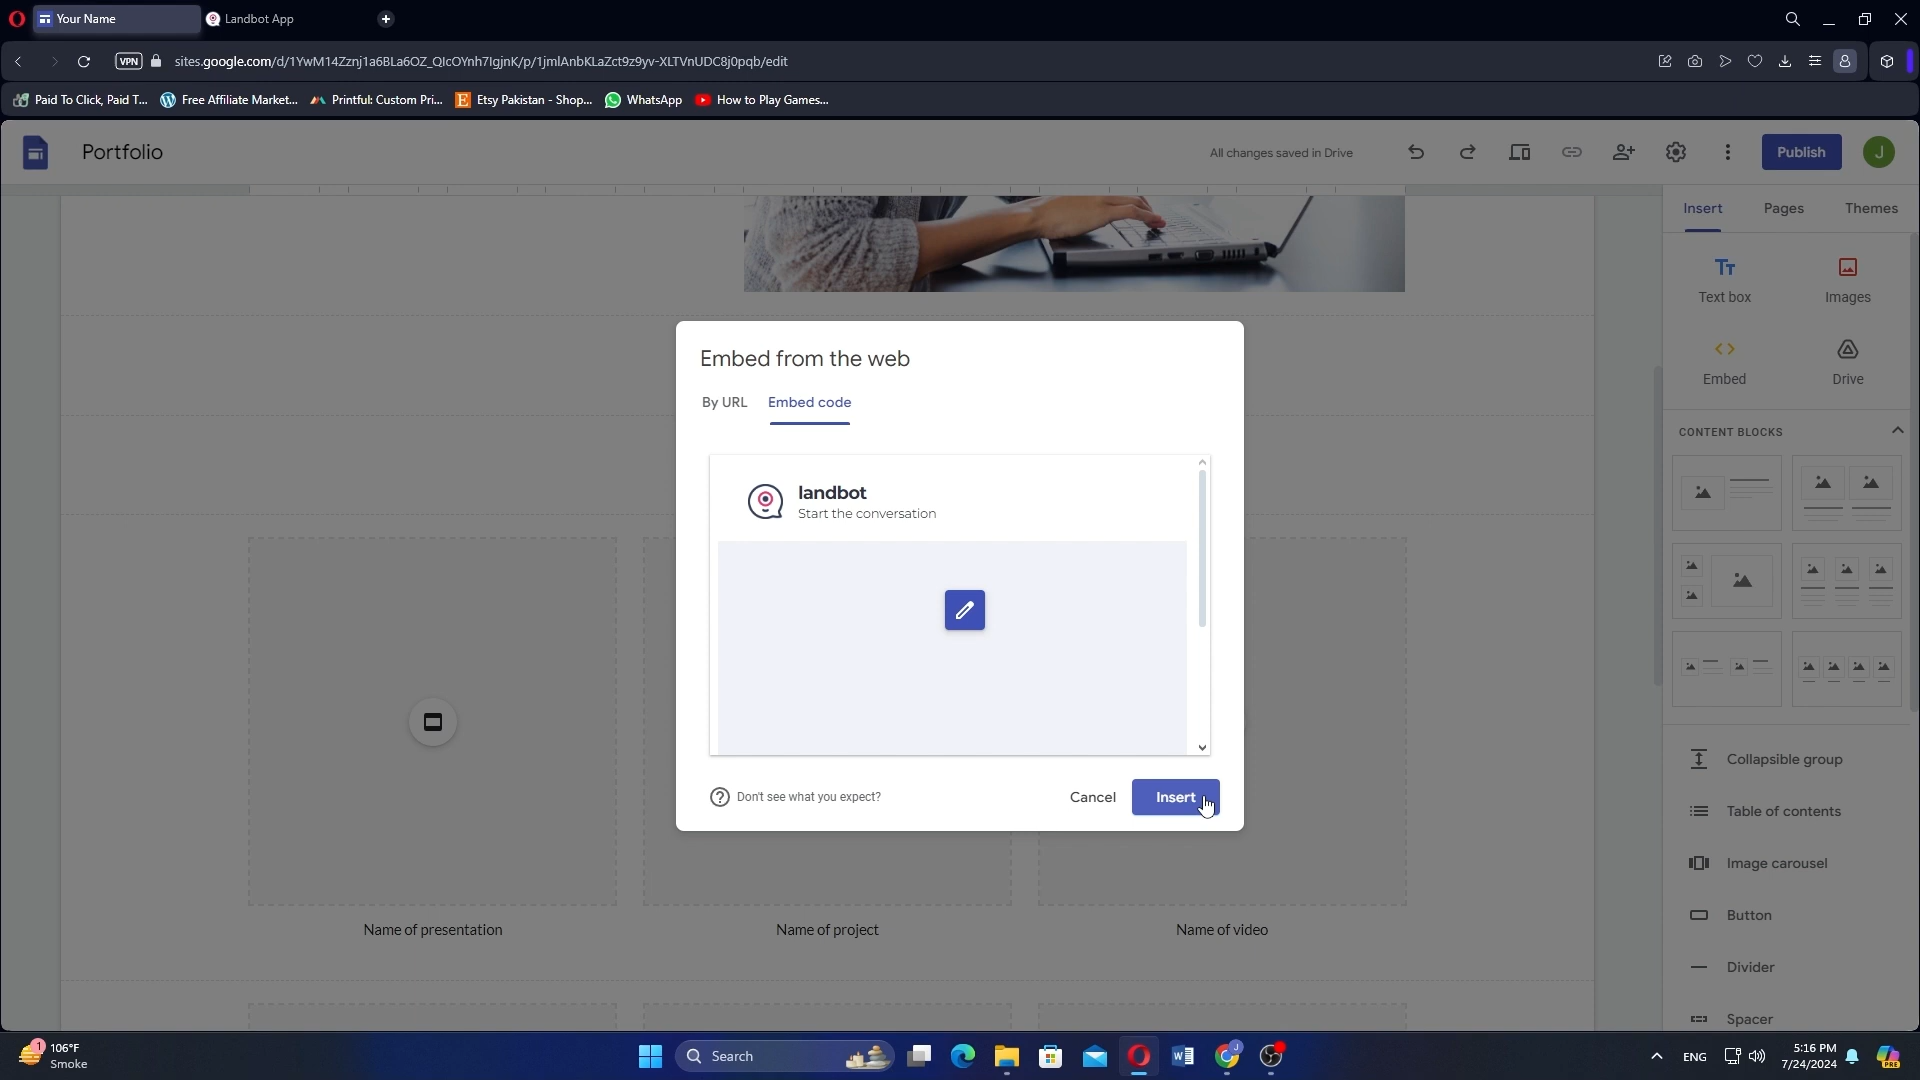 Your Name
Landbot App
VPN
sites.google.com/d/1YwM14Zznj1a6BLa6OZ_QlcOYnh7IgjnK/p/1jmlAnbKLaZct9z9yv-XLTVnUDC8j0pqb/edit
Paid To Click, Paid T...
Free Affiliate Market...
Printful: Custom Pri...
Etsy Pakistan - Shop...
WhatsApp
How to Play Games...
Portfolio
All changes saved in Drive
Publish
J
Insert
Pages
Themes
Text box
Images
Embed
Drive
CONTENT BLOCKS
Collapsible group
Table of contents
Image carousel
Button
Divider
Spacer
Embed from the web
By URL
Embed code
landbot
Start the conversation
Don't see what you expect?
Cancel
Insert
Name of presentation
Name of project
Name of video
1
106°F
Smoke
Search
J
ENG
5:16 PM
7/24/2024
PRE